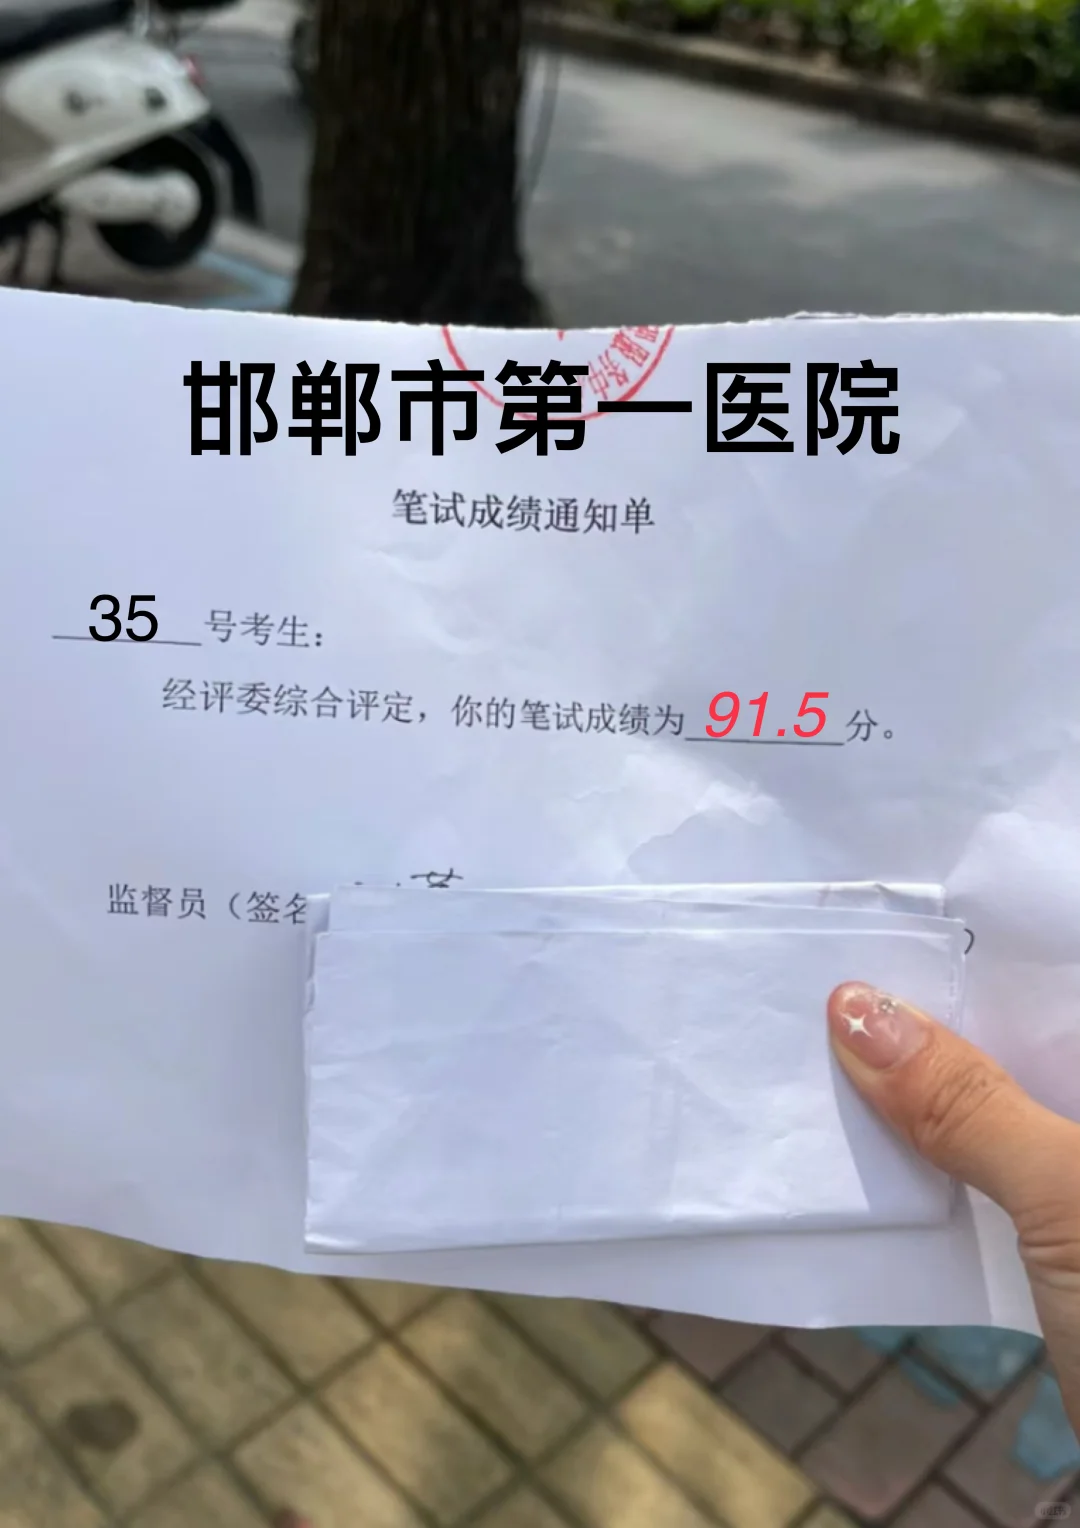 邯郸市第一医院
笔试成绩通知单
35 号考生：
经评委综合评定，你的笔试成绩为 91.5 分。
监督员（签名